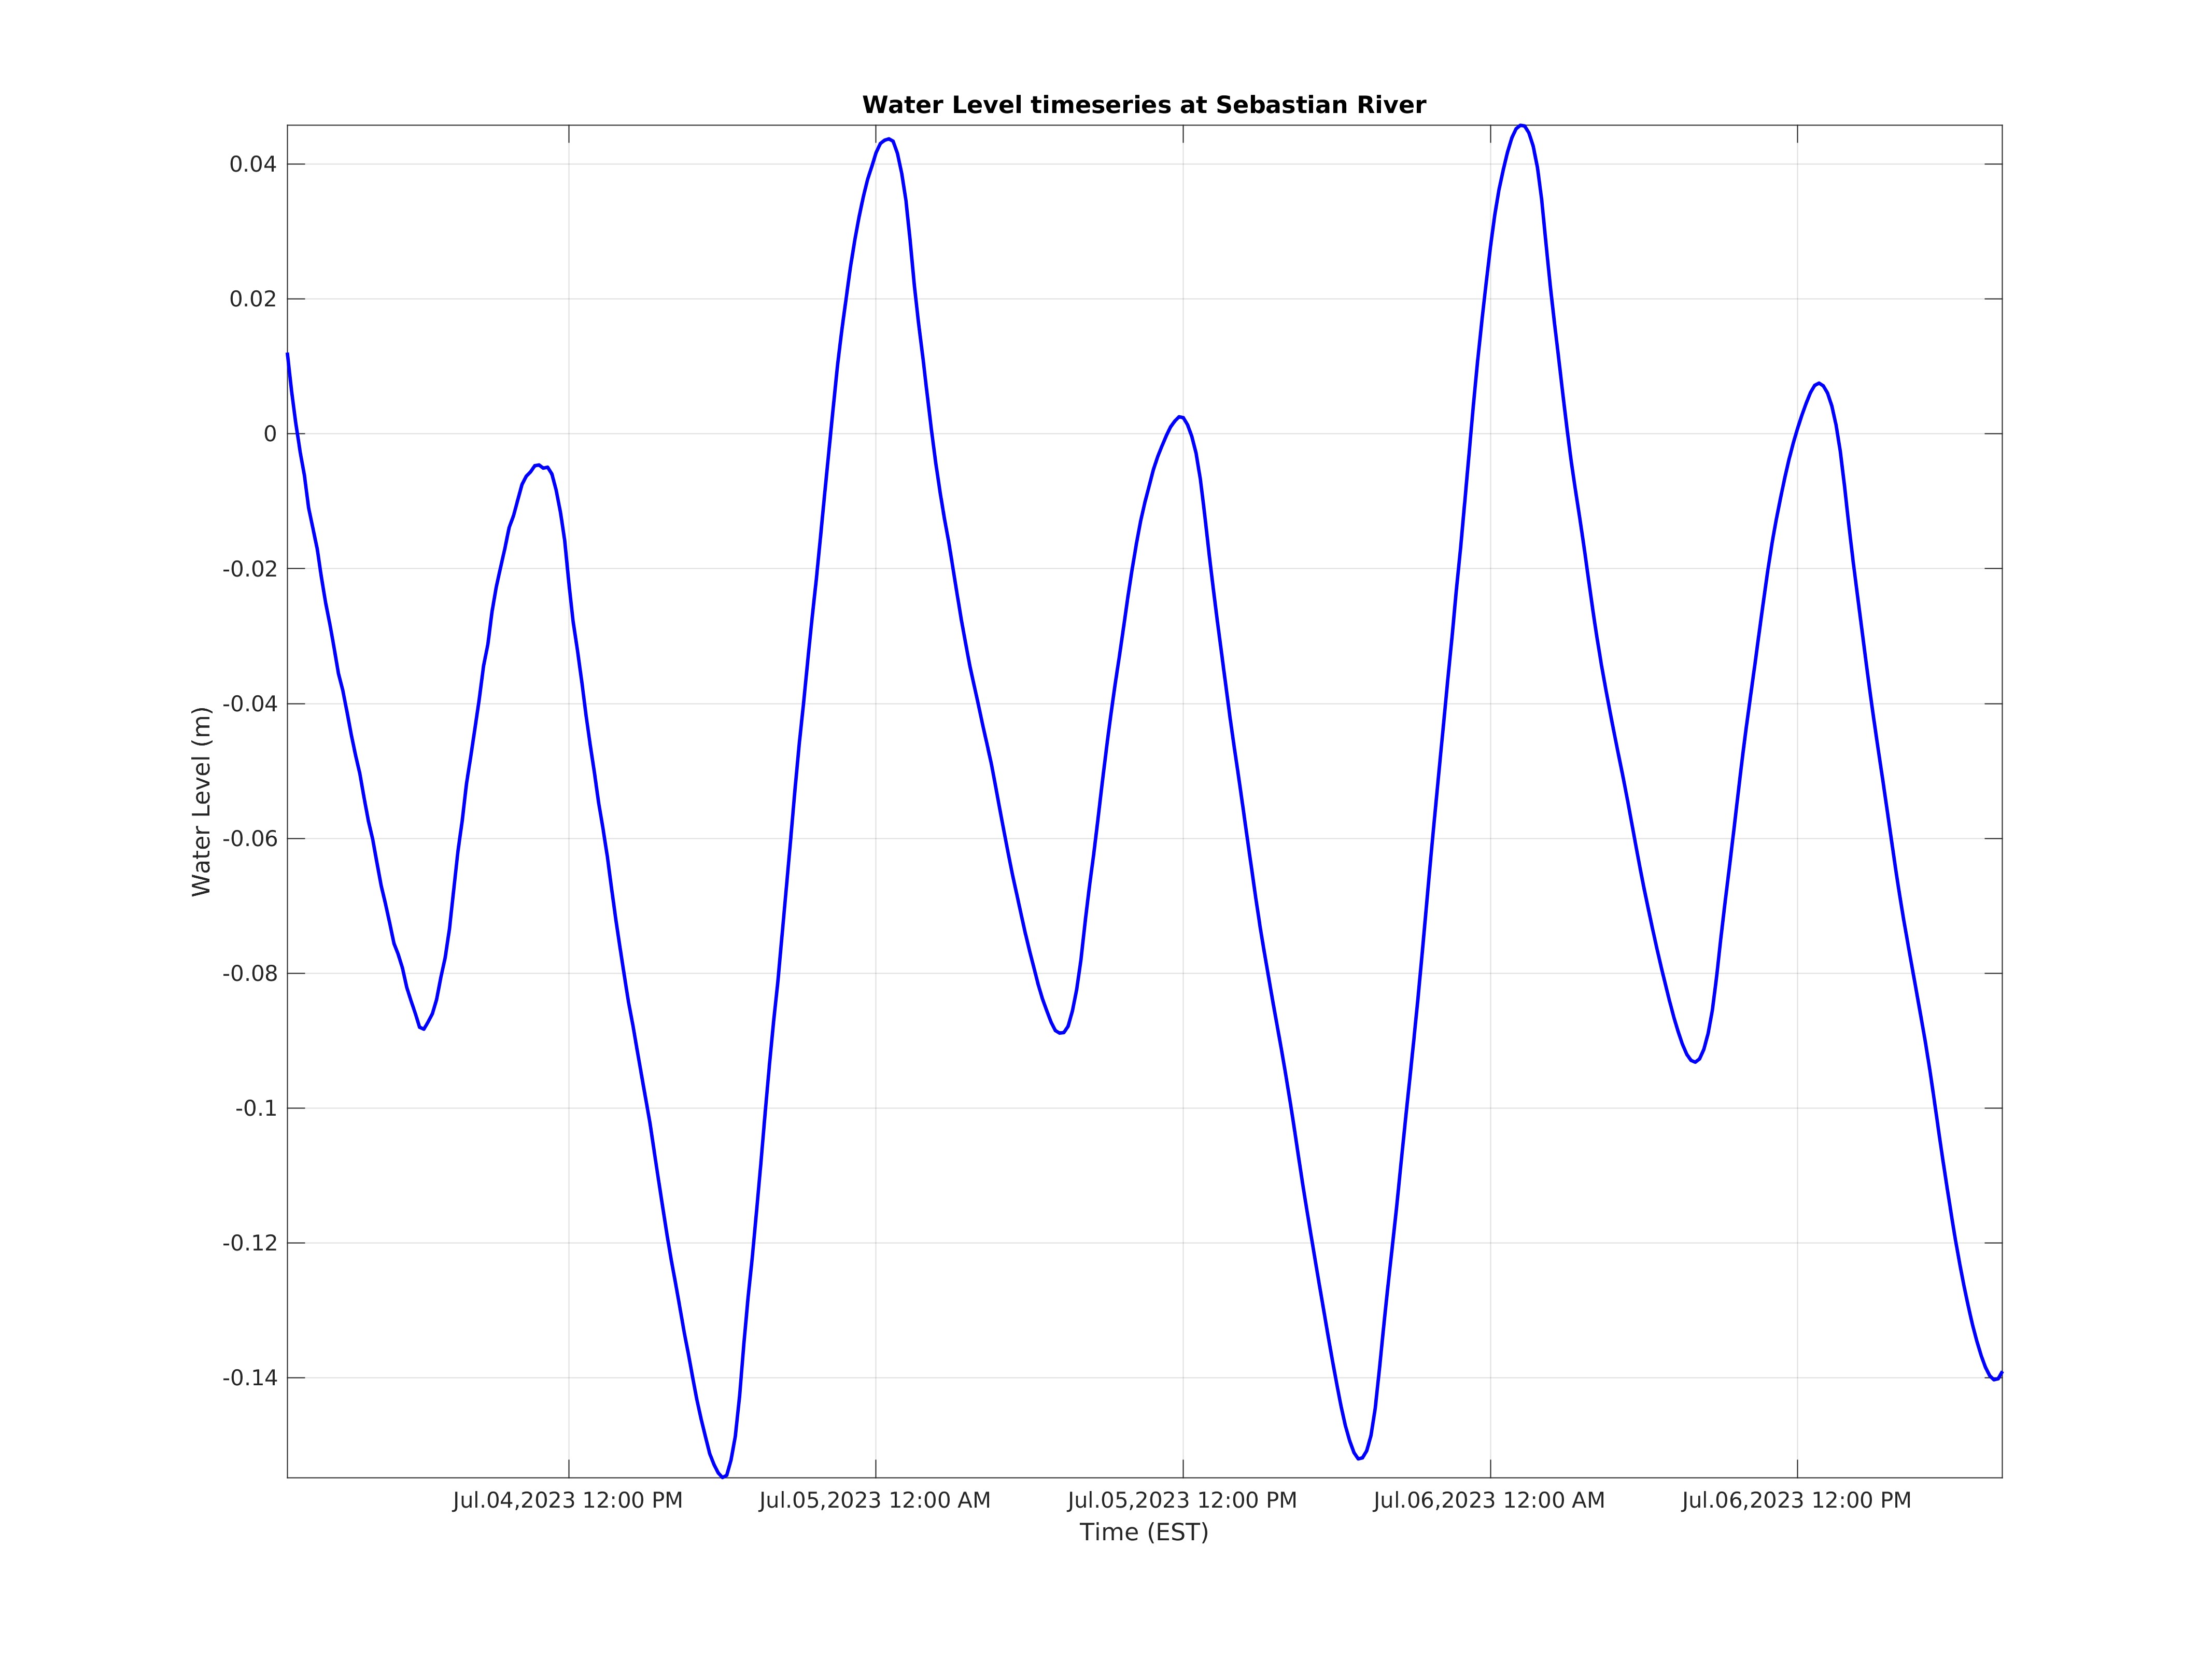 Water Level timeseries at Sebastian River
0.04
0.02
0
-0.02
-0.04
-0.06
-0.08
-0.1
-0.12
-0.14
Water Level (m)
Jul.04,2023 12:00 PM
Jul.05,2023 12:00 AM
Jul.05,2023 12:00 PM
Jul.06,2023 12:00 AM
Jul.06,2023 12:00 PM
Time (EST)